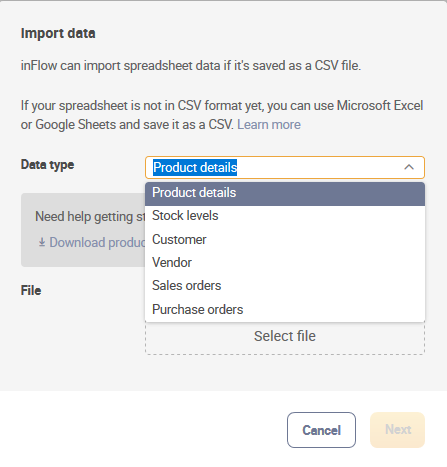 Import data
inFlow can import spreadsheet data if it's saved as a CSV file.
If your spreadsheet is not in CSV format yet, you can use Microsoft Excel
or Google Sheets and save it as a CSV. Learn more
Data type
Product details
Product details
Stock levels
Customer
Vendor
Sales orders
Purchase orders
Need help getting
Download
File
Select file
Cancel
Next